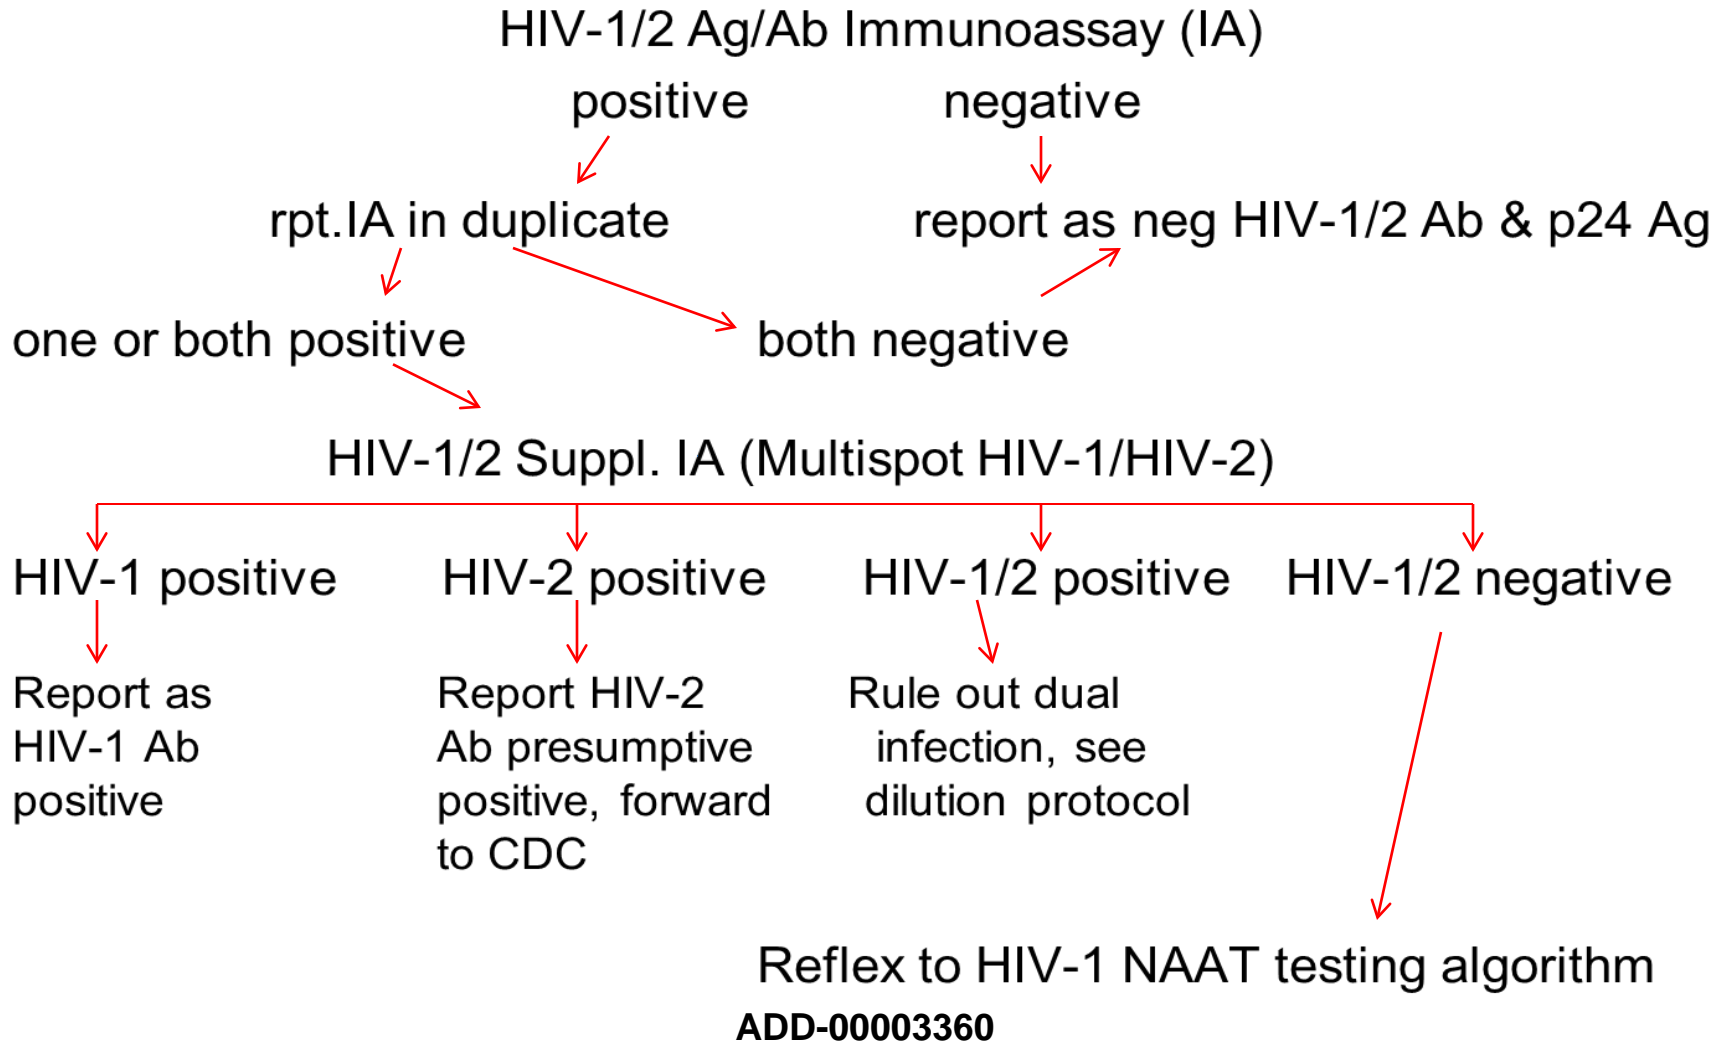 HIV-1/2 Ag/Ab Immunoassay (IA)
positive negative
rpt.IA in duplicate report as neg HIV-1/2 Ab & p24 Ag
one or both positive both negative
HIV-1/2 Suppl. IA (Multispot HIV-1/HIV-2)
HIV-1 positive HIV-2 positive HIV-1/2 positive HIV-1/2 negative
Report as
HIV-1 Ab
positive
Report HIV-2
Ab presumptive
positive, forward
to CDC
Rule out dual
infection, see
dilution protocol
Reflex to HIV-1 NAAT testing algorithm
ADD-00003360